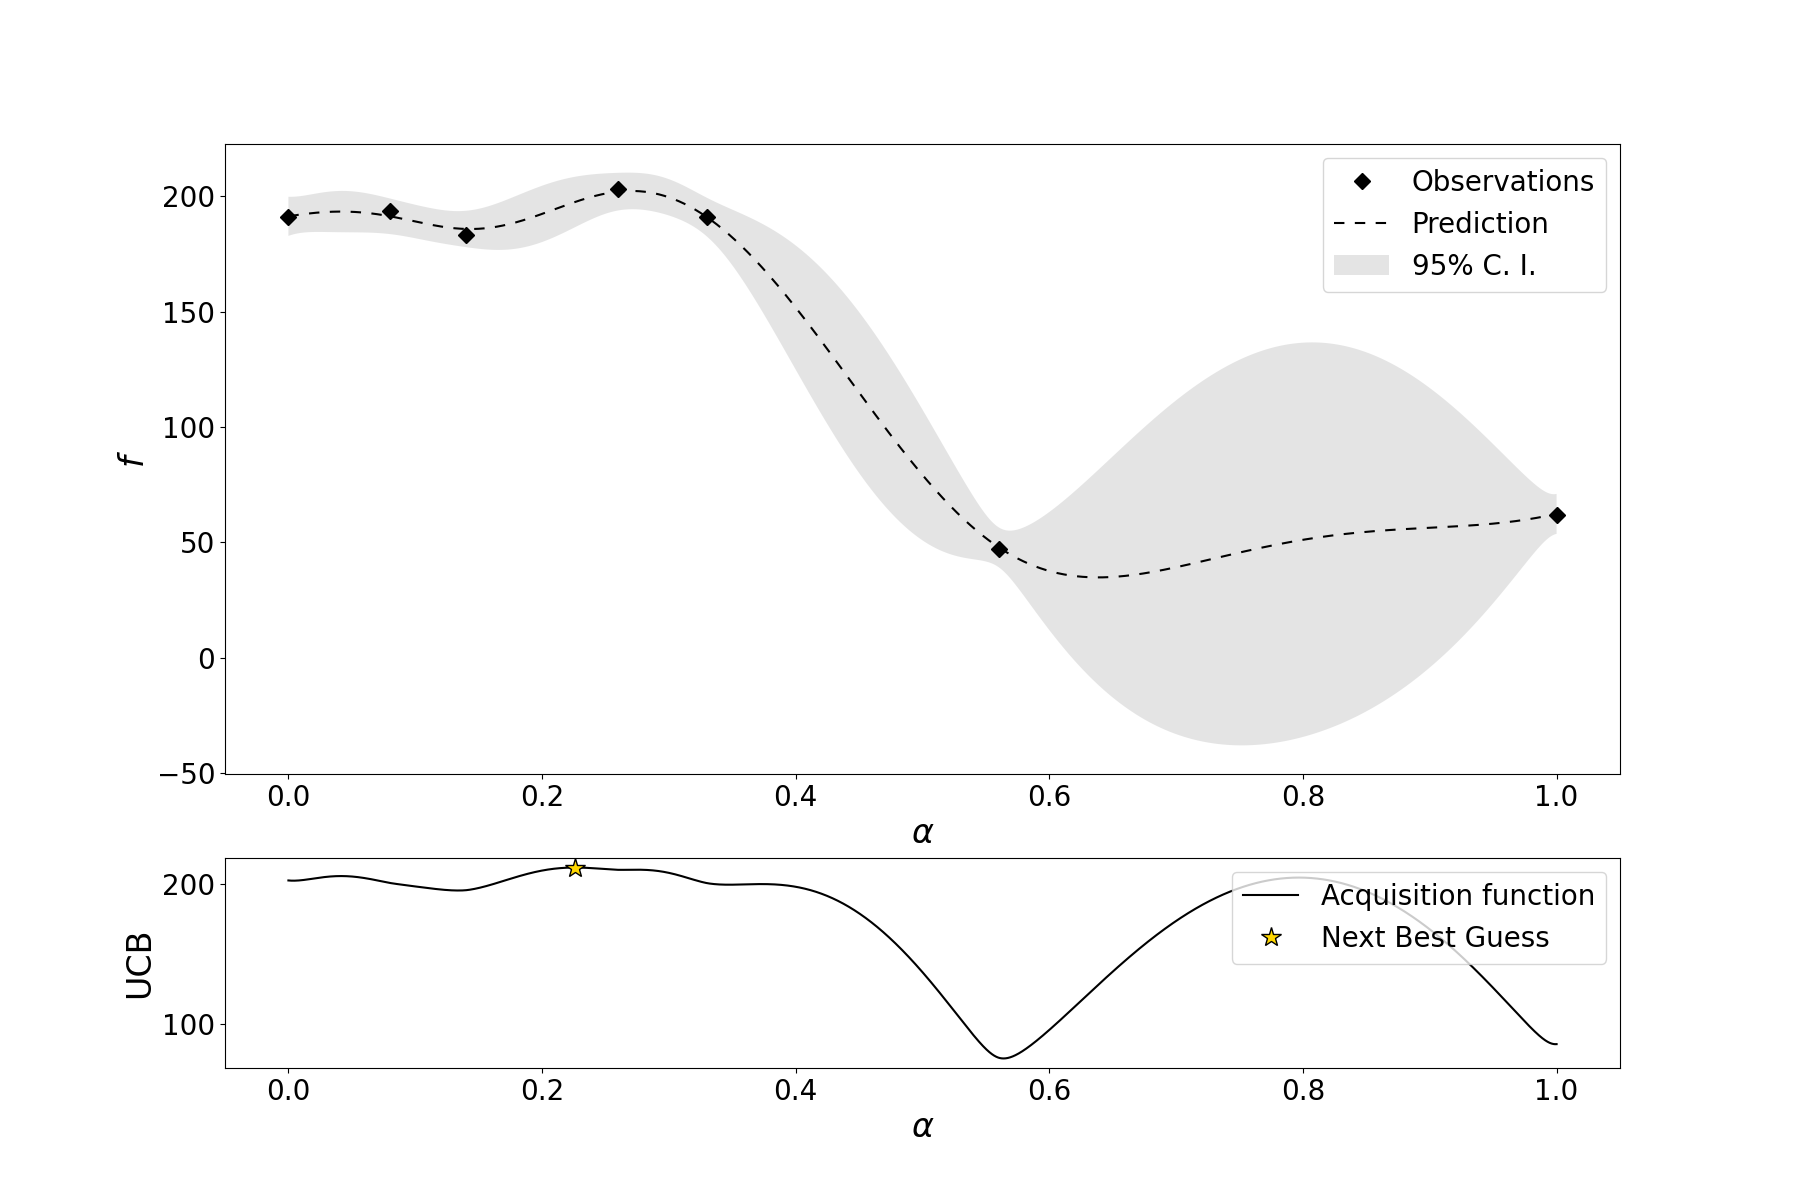 200
150
100
50
0
−50
f
Observations
Prediction
95% C. I.
0.0 0.2 0.4 0.6 0.8 1.0
α
200
100
UCB
Acquisition function
Next Best Guess
0.0 0.2 0.4 0.6 0.8 1.0
α